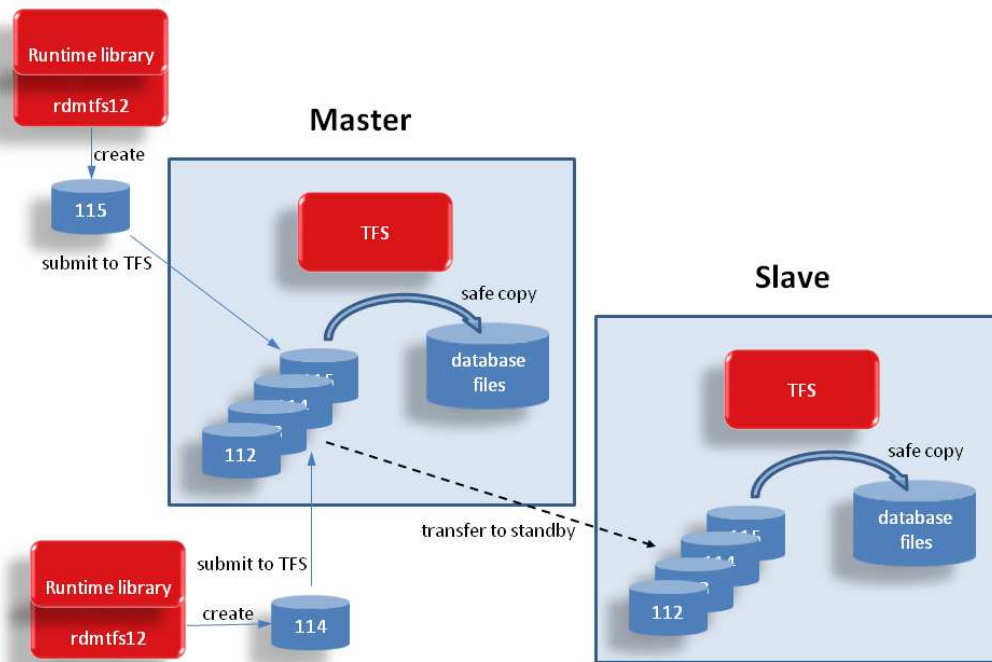 Runtime library
rdmtfs12
create
115
submit to TFS
Master
TFS
safe copy
database
files
112
transfer to standby
Slave
TFS
safe copy
database
files
112
Runtime library
rdmtfs12
create
submit to TFS
114